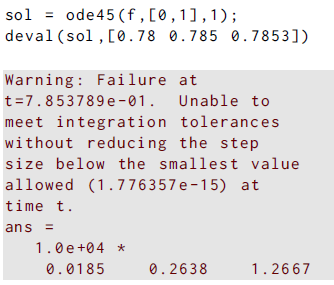 sol = ode45(f,[0,1],1);
deval(sol,[0.78 0.785 0.7853])
Warning: Failure at
t=7.853789e-01.  Unable to
meet integration tolerances
without reducing the step
size below the smallest value
allowed (1.776357e-15) at
time t.
ans =
1.0e+04 *
0.0185    0.2638    1.2667